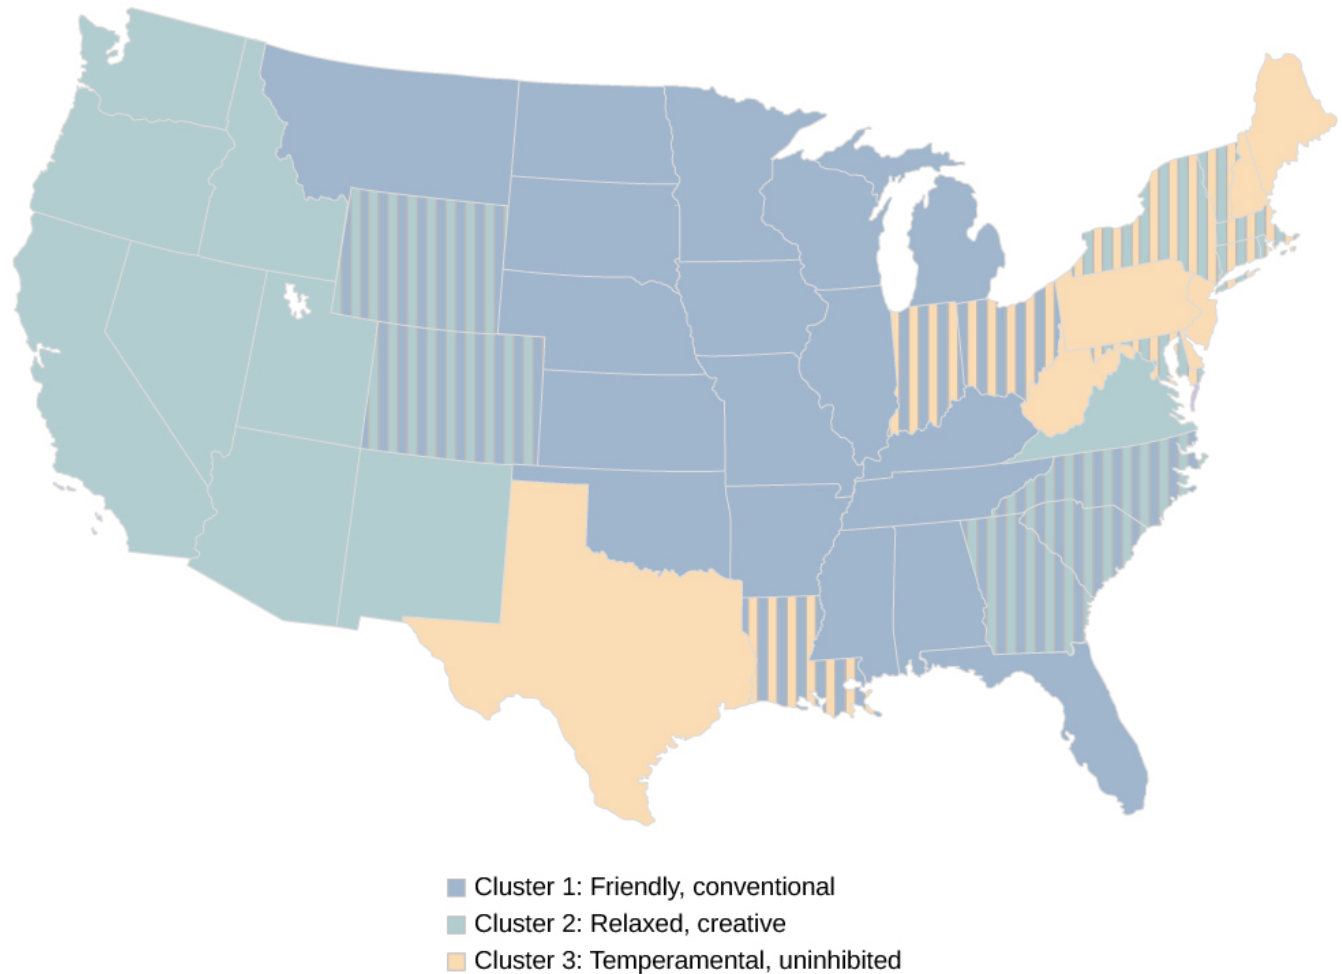 Cluster 1: Friendly, conventional
Cluster 2: Relaxed, creative
Cluster 3: Temperamental, uninhibited